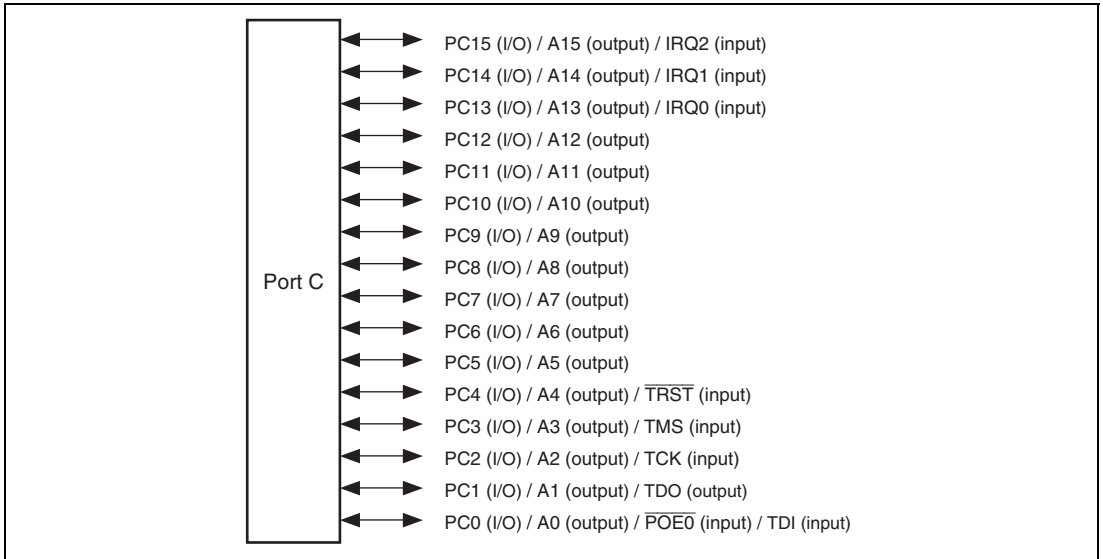 PC15 (I/O) / A15 (output) / IRQ2 (input)
PC14 (I/O) / A14 (output) / IRQ1 (input)
PC13 (I/O) / A13 (output) / IRQ0 (input)
PC12 (I/O) / A12 (output)
PC11 (I/O) / A11 (output)
PC10 (I/O) / A10 (output)
PC9 (I/O) / A9 (output)
PC8 (I/O) / A8 (output)
Port C
PC7 (I/O) / A7 (output)
PC6 (I/O) / A6 (output)
PC5 (I/O) / A5 (output)
PC4 (I/O) / A4 (output) / T̅R̅S̅T̅ (input)
PC3 (I/O) / A3 (output) / TMS (input)
PC2 (I/O) / A2 (output) / TCK (input)
PC1 (I/O) / A1 (output) / TDO (output)
PC0 (I/O) / A0 (output) / P̅O̅E̅0̅ (input) / TDI (input)